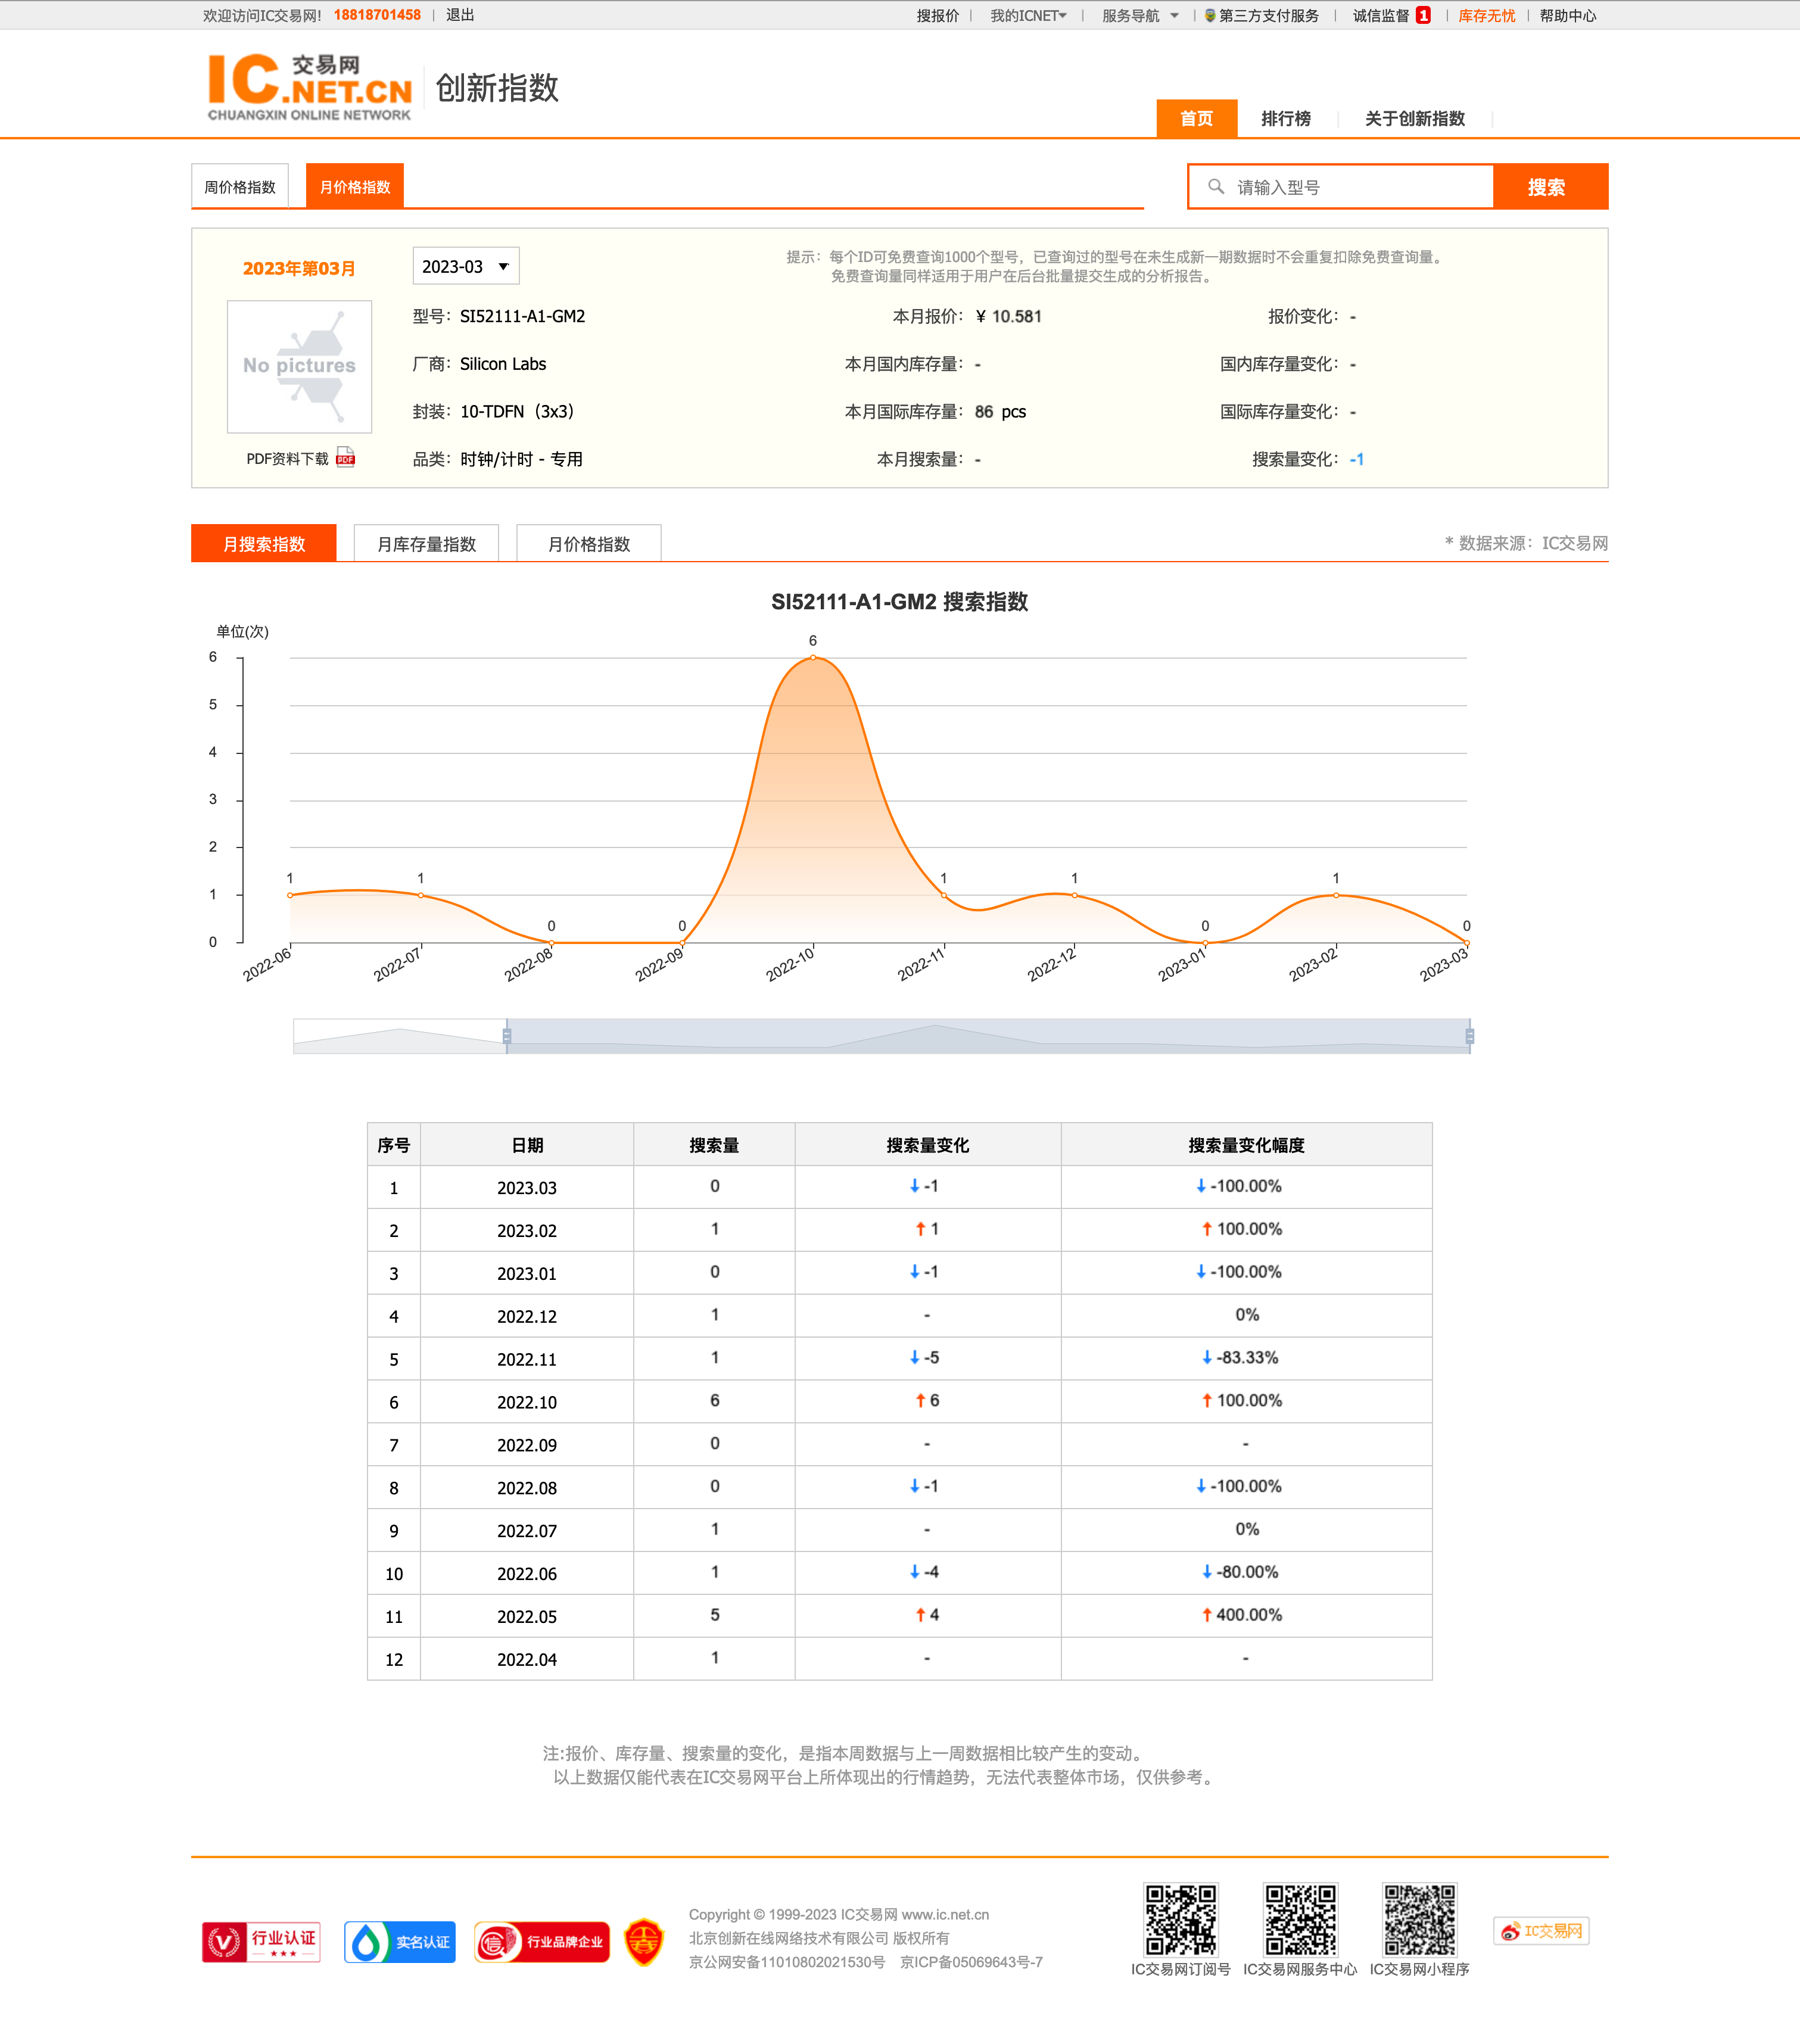 欢迎访问IC交易网! 18818701458 | 退出 搜报价 | 我的ICNET | 服务导航 | 第三方支付服务 | 诚信监督 1 | 库存无忧 | 帮助中心
IC交易网.NET.CN
CHUANGXIN ONLINE NETWORK
创新指数
首页 排行榜 关于创新指数
周价格指数 月价格指数 请输入型号 搜索
2023年第03月 2023-03 提示：每个ID可免费查询1000个型号，已查询过的型号在未生成新一期数据时不会重复扣除免费查询量。
免费查询量同样适用于用户在后台批量提交生成的分析报告。
No pictures
型号：SI52111-A1-GM2 本月报价：¥ 10.581 报价变化：-
厂商：Silicon Labs 本月国内库存量：- 国内库存量变化：-
封装：10-TDFN（3x3） 本月国际库存量：86 pcs 国际库存量变化：-
PDF资料下载 PDF 品类：时钟/计时 - 专用 本月搜索量：- 搜索量变化：-1
月搜索指数 月库存量指数 月价格指数 * 数据来源：IC交易网
SI52111-A1-GM2 搜索指数
单位(次)
6
5
4
3
2
1
0
1 1 0 0 6 1 1 0 1 0
2022-06 2022-07 2022-08 2022-09 2022-10 2022-11 2022-12 2023-01 2023-02 2023-03
序号 日期 搜索量 搜索量变化 搜索量变化幅度
1 2023.03 0 ↓-1 ↓-100.00%
2 2023.02 1 ↑1 ↑100.00%
3 2023.01 0 ↓-1 ↓-100.00%
4 2022.12 1 - 0%
5 2022.11 1 ↓-5 ↓-83.33%
6 2022.10 6 ↑6 ↑100.00%
7 2022.09 0 - -
8 2022.08 0 ↓-1 ↓-100.00%
9 2022.07 1 - 0%
10 2022.06 1 ↓-4 ↓-80.00%
11 2022.05 5 ↑4 ↑400.00%
12 2022.04 1 - -
注:报价、库存量、搜索量的变化，是指本周数据与上一周数据相比较产生的变动。
以上数据仅能代表在IC交易网平台上所体现出的行情趋势，无法代表整体市场，仅供参考。
行业认证
实名认证
信 行业品牌企业
Copyright © 1999-2023 IC交易网 www.ic.net.cn
北京创新在线网络技术有限公司 版权所有
京公网安备11010802021530号 京ICP备05069643号-7
IC交易网订阅号 IC交易网服务中心 IC交易网小程序
IC交易网